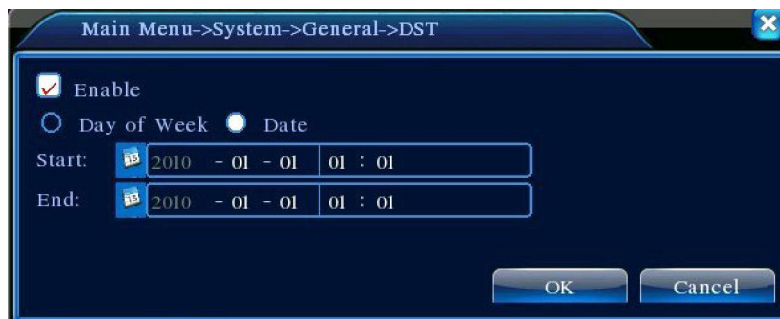 Main Menu->System->General->DST
Enable
Day of Week Date
Start: 2010 - 01 - 01 01 : 01
End: 2010 - 01 - 01 01 : 01
OK Cancel